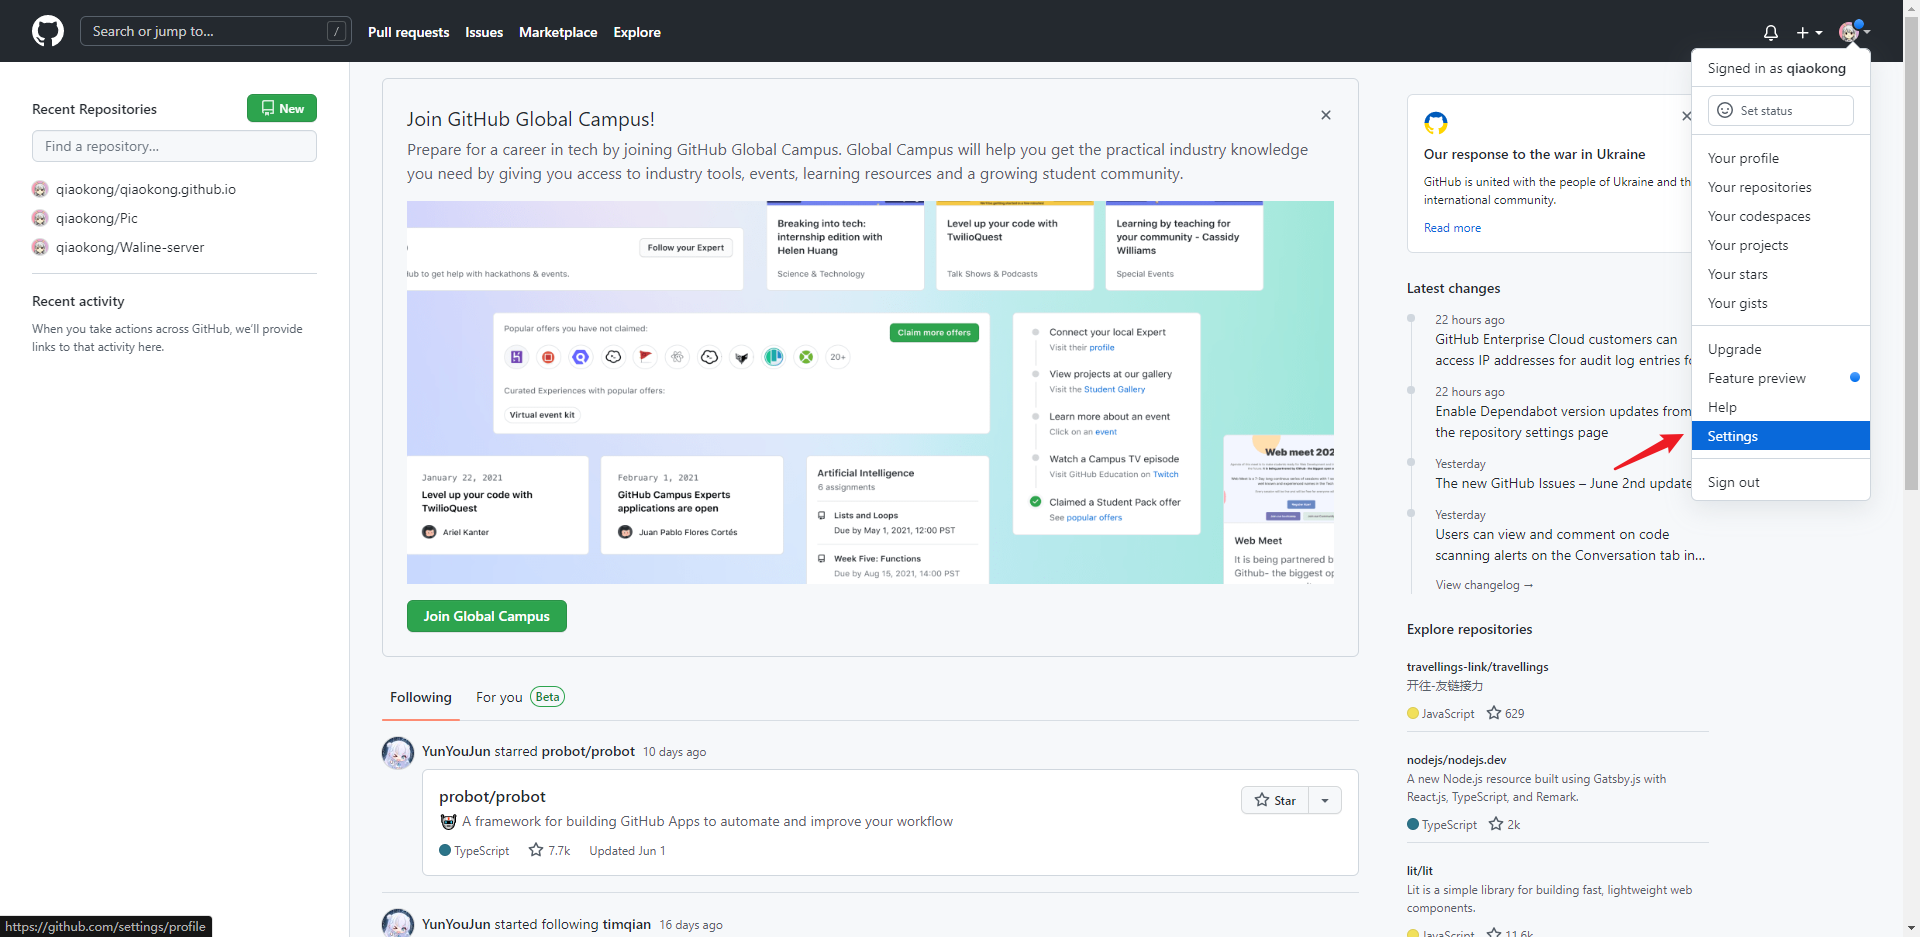 Search or jump to...
/
Pull requests
Issues
Marketplace
Explore
Signed in as qiaokong
Set status
Your profile
Your repositories
Your codespaces
Your projects
Your stars
Your gists
Upgrade
Feature preview
Help
Settings
Sign out
Recent Repositories
New
Find a repository...
qiaokong/qiaokong.github.io
qiaokong/Pic
qiaokong/Waline-server
Recent activity
When you take actions across GitHub, we'll provide
links to that activity here.
Join GitHub Global Campus!
Prepare for a career in tech by joining GitHub Global Campus. Global Campus will help you get the practical industry knowledge
you need by giving you access to industry tools, events, learning resources and a growing student community.
Follow your Expert
to get help with hackathons & events.
Breaking into tech:
internship edition with
Helen Huang
Science & Technology
Level up your code with
TwilioQuest
Talk Shows & Podcasts
Learning by teaching for
your community - Cassidy
Williams
Special Events
Popular offers you have not claimed:
Claim more offers
20+
Curated Experiences with popular offers:
Virtual event kit
Connect your local Expert
Visit their profile
View projects at our gallery
Visit the Student Gallery
Learn more about an event
Click on an event
Watch a Campus TV episode
Visit GitHub Education on Twitch
Claimed a Student Pack offer
See popular offers
January 22, 2021
Level up your code with
TwilioQuest
Ariel Kanter
February 1, 2021
GitHub Campus Experts
applications are open
Juan Pablo Flores Cortés
Artificial Intelligence
6 assignments
Lists and Loops
Due by May 1, 2021, 12:00 PST
Week Five: Functions
Due by Aug 15, 2021, 14:00 PST
Web meet 202
Web Meet
It is being partnered b
Github- the biggest op
Join Global Campus
Following
For you
Beta
YunYouJun starred probot/probot 10 days ago
probot/probot
A framework for building GitHub Apps to automate and improve your workflow
TypeScript
7.7k
Updated Jun 1
Star
YunYouJun started following timqian 16 days ago
Our response to the war in Ukraine
GitHub is united with the people of Ukraine and th
international community.
Read more
Latest changes
22 hours ago
GitHub Enterprise Cloud customers can
access IP addresses for audit log entries fo
22 hours ago
Enable Dependabot version updates from
the repository settings page
Yesterday
The new GitHub Issues – June 2nd update
Yesterday
Users can view and comment on code
scanning alerts on the Conversation tab in...
View changelog →
Explore repositories
travellings-link/travellings
开往-友链接力
JavaScript
629
nodejs/nodejs.dev
A new Node.js resource built using Gatsby.js with
React.js, TypeScript, and Remark.
TypeScript
2k
lit/lit
Lit is a simple library for building fast, lightweight web
components.
JavaScript
11.6k
https://github.com/settings/profile